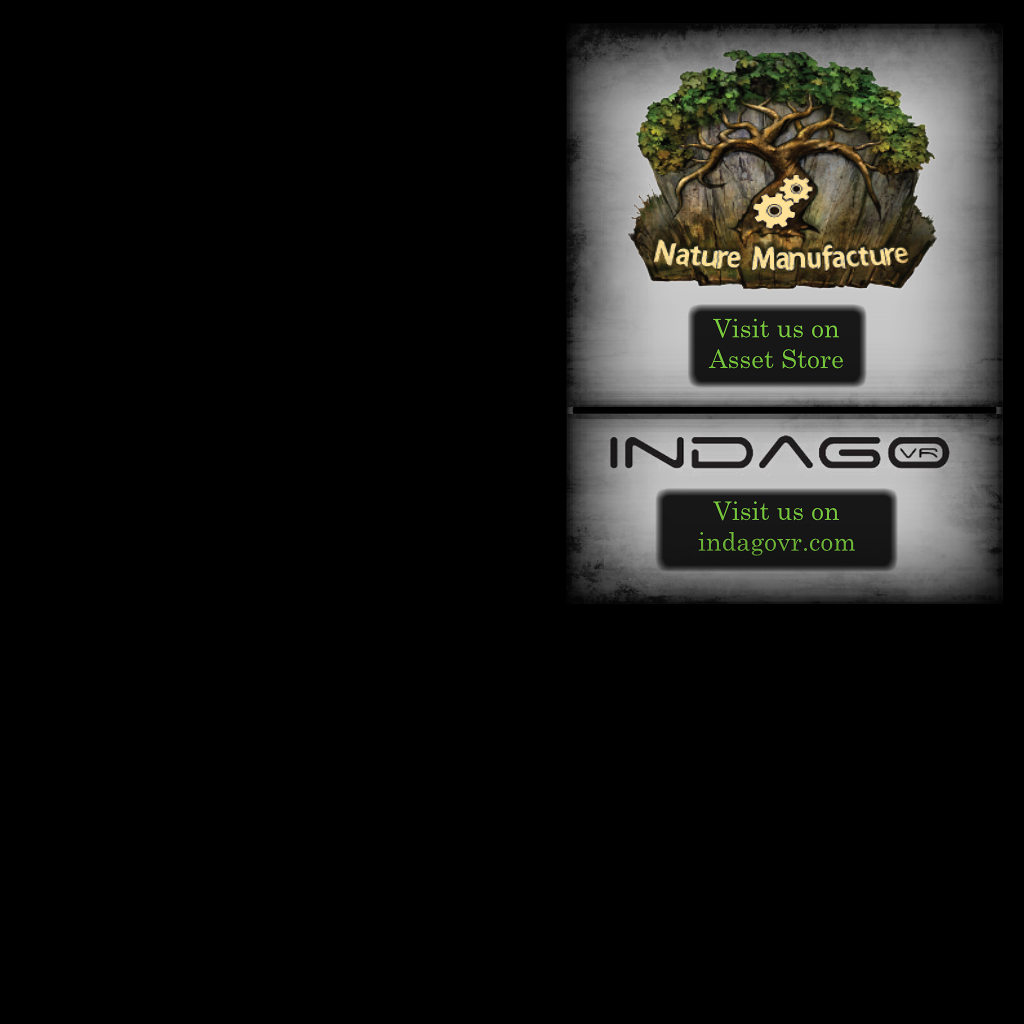 Nature Manufacture
Visit us on
Asset Store
INDAGO VR
Visit us on
indagovr.com